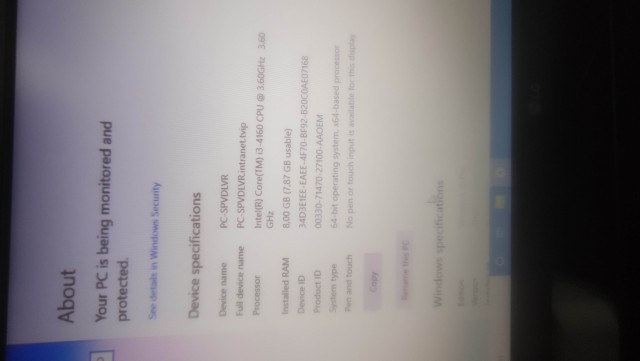 About
Your PC is being monitored and
protected.
See details in Windows Security
Device specifications
Device name PC-SPVDLVR
Full device name PC-SPVDLVR.intranet.tvip
Processor Intel(R) Core(TM) i3-4160 CPU @ 3.60GHz 3.60
GHz
Installed RAM 8,00 GB (7,87 GB usable)
Device ID 34D3E1EE-EAEE-4F70-BF92-B20C0AE07168
Product ID 00330-71470-27100-AAOEM
System type 64-bit operating system, x64-based processor
Pen and touch No pen or touch input is available for this display
Copy
Rename this PC
Windows specifications
Edition
Version